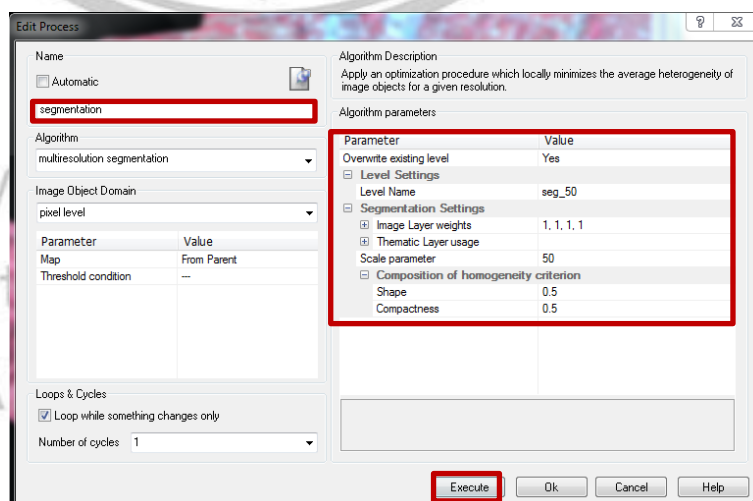 Edit Process
Name
Automatic
segmentation
Algorithm
multiresolution segmentation
Image Object Domain
pixel level
Parameter Value
Map From Parent
Threshold condition ---
Loops & Cycles
Loop while something changes only
Number of cycles 1
Algorithm Description
Apply an optimization procedure which locally minimizes the average heterogeneity of
image objects for a given resolution.
Algorithm parameters
Parameter Value
Overwrite existing level Yes
Level Settings
Level Name seg_50
Segmentation Settings
Image Layer weights 1, 1, 1, 1
Thematic Layer usage
Scale parameter 50
Composition of homogeneity criterion
Shape 0.5
Compactness 0.5
Execute Ok Cancel Help